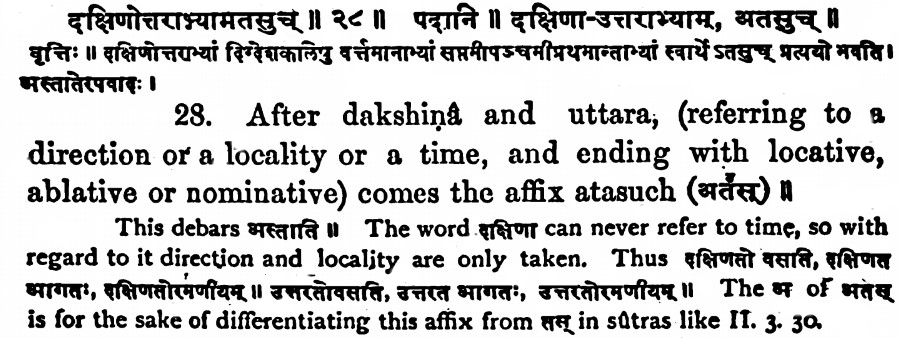 दक्षिणोत्तराभ्यामतसुच् ॥ २८ ॥ पदानि ॥ दक्षिणा-उत्तराभ्याम्, अतसुच् ॥
वृत्तिः ॥ दक्षिणोत्तराभ्यां दिग्देशकालेषु वर्त्तमानाभ्यां सप्तमीपञ्चमीप्रथमान्ताभ्यां स्वार्थे ऽतसुच् प्रत्ययो भवति।
अस्तातेरपवादः ।
28. After dakshiṇâ and uttara, (referring to a
direction or a locality or a time, and ending with locative,
ablative or nominative) comes the affix atasuch (अतस्) ॥
This debars अस्ताति ॥ The word दक्षिणा can never refer to time, so with
regard to it direction and locality are only taken. Thus दक्षिणतो वसति, दक्षिणत
आगतः, दक्षिणतोरमणीयम् ॥ उत्तरतोवसति, उत्तरत आगतः, उत्तरतोरमणीयम् ॥ The अ of अतस्
is for the sake of differentiating this affix from तस् in sûtras like II. 3. 30.